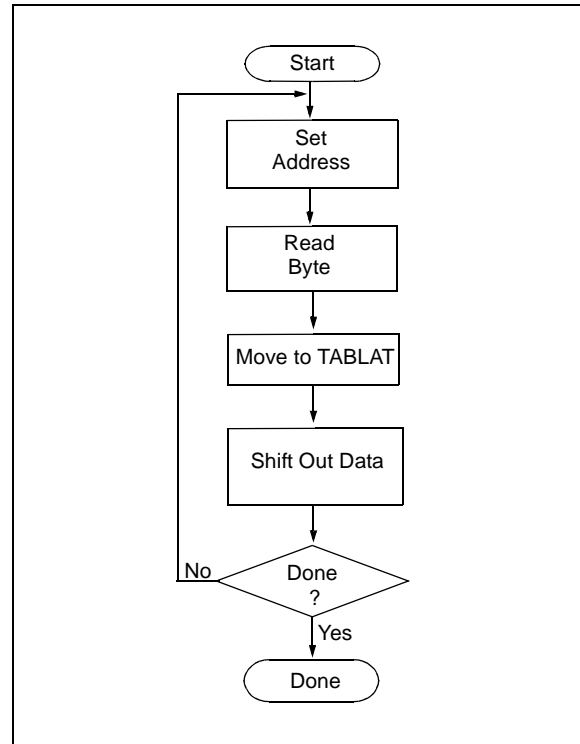 Start
Set
Address
Read
Byte
Move to TABLAT
Shift Out Data
Done
?
No
Yes
Done